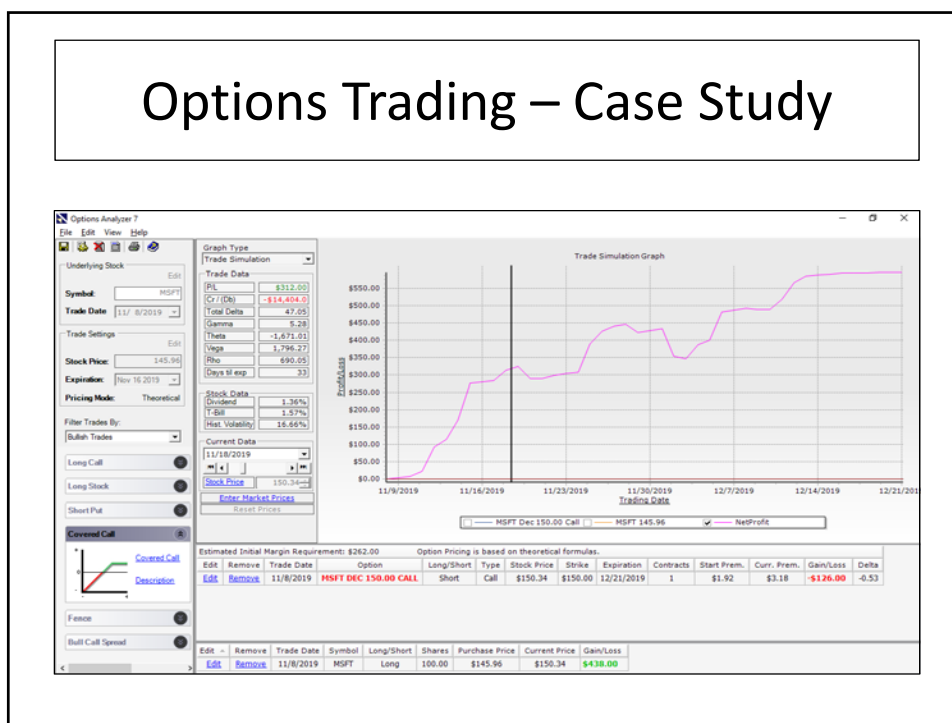 Options Trading – Case Study
Options Analyzer 7
File Edit View Help
Underlying Stock
Edit
Symbol: MSFT
Trade Date 11/ 8/2019
Trade Settings
Edit
Stock Price: 145.96
Expiration: Nov 16 2019
Pricing Mode: Theoretical
Filter Trades By:
Bullish Trades
Long Call
Long Stock
Short Put
Covered Call
Covered Call
Description
Fence
Bull Call Spread
Graph Type
Trade Simulation
Trade Data
P/L $312.00
Cr / (Db) -$14,404.0
Total Delta 47.05
Gamma 5.28
Theta -1,671.01
Vega 1,796.27
Rho 690.05
Days til exp 33
Stock Data
Dividend 1.36%
T-Bill 1.57%
Hist. Volatility 16.66%
Current Data
11/18/2019
Stock Price 150.34
Enter Market Prices
Reset Prices
Trade Simulation Graph
Profit/Loss
$550.00
$500.00
$450.00
$400.00
$350.00
$300.00
$250.00
$200.00
$150.00
$100.00
$50.00
$0.00
11/9/2019 11/16/2019 11/23/2019 11/30/2019 12/7/2019 12/14/2019 12/21/201
Trading Date
MSFT Dec 150.00 Call MSFT 145.96 NetProfit
Estimated Initial Margin Requirement: $262.00 Option Pricing is based on theoretical formulas.
Edit Remove Trade Date Option Long/Short Type Stock Price Strike Expiration Contracts Start Prem. Curr. Prem. Gain/Loss Delta
Edit Remove 11/8/2019 MSFT DEC 150.00 CALL Short Call $150.34 $150.00 12/21/2019 1 $1.92 $3.18 -$126.00 -0.53
Edit Remove Trade Date Symbol Long/Short Shares Purchase Price Current Price Gain/Loss
Edit Remove 11/8/2019 MSFT Long 100.00 $145.96 $150.34 $438.00